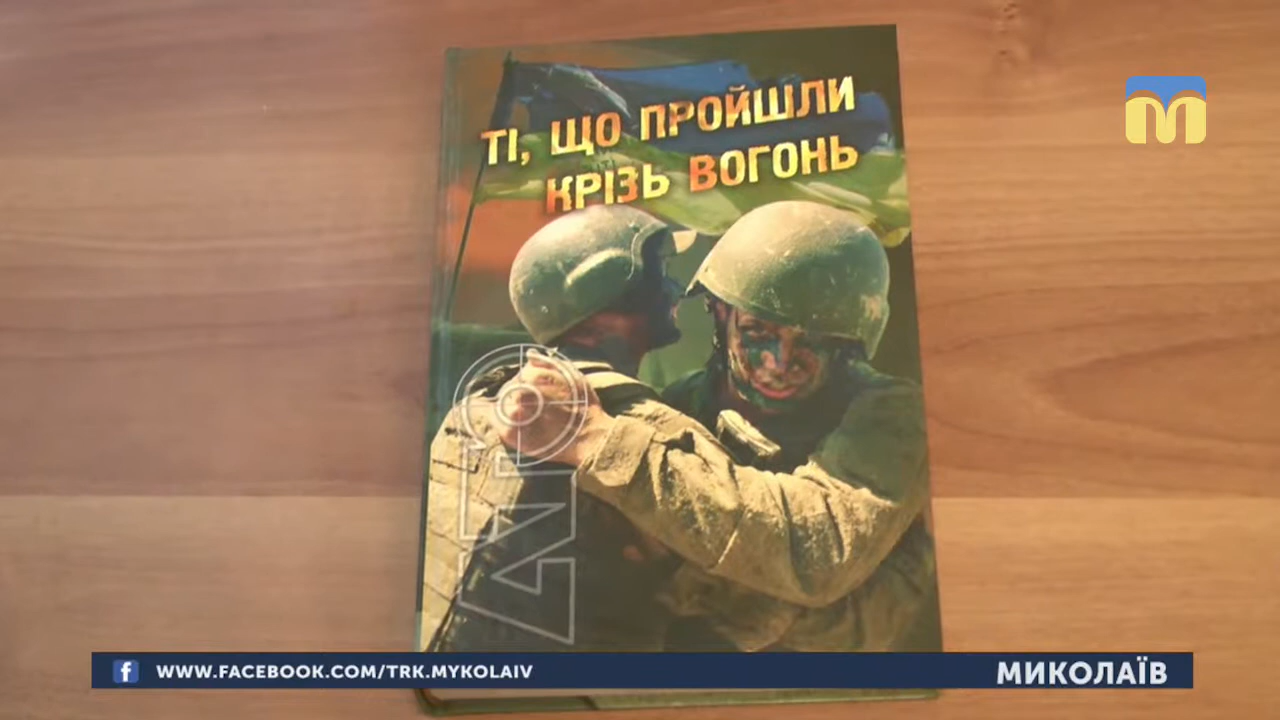 ТІ, ЩО ПРОЙШЛИ
КРІЗЬ ВОГОНЬ
АТО
WWW.FACEBOOK.COM/TRK.MYKOLAIV
МИКОЛАЇВ